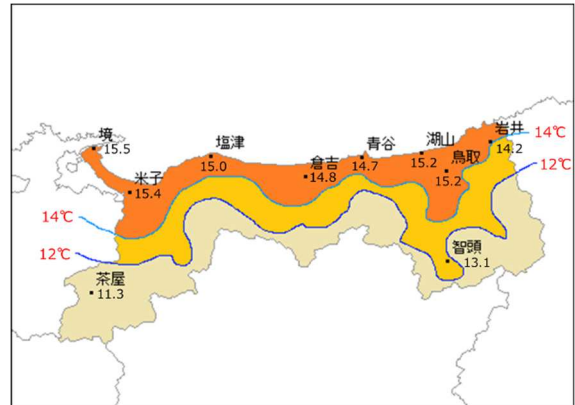 境
15.5
米子
15.4
塩津
15.0
倉吉
14.8
青谷
14.7
湖山
15.2
鳥取
15.2
岩井
14.2
14℃
12℃
14℃
12℃
智頭
13.1
茶屋
11.3